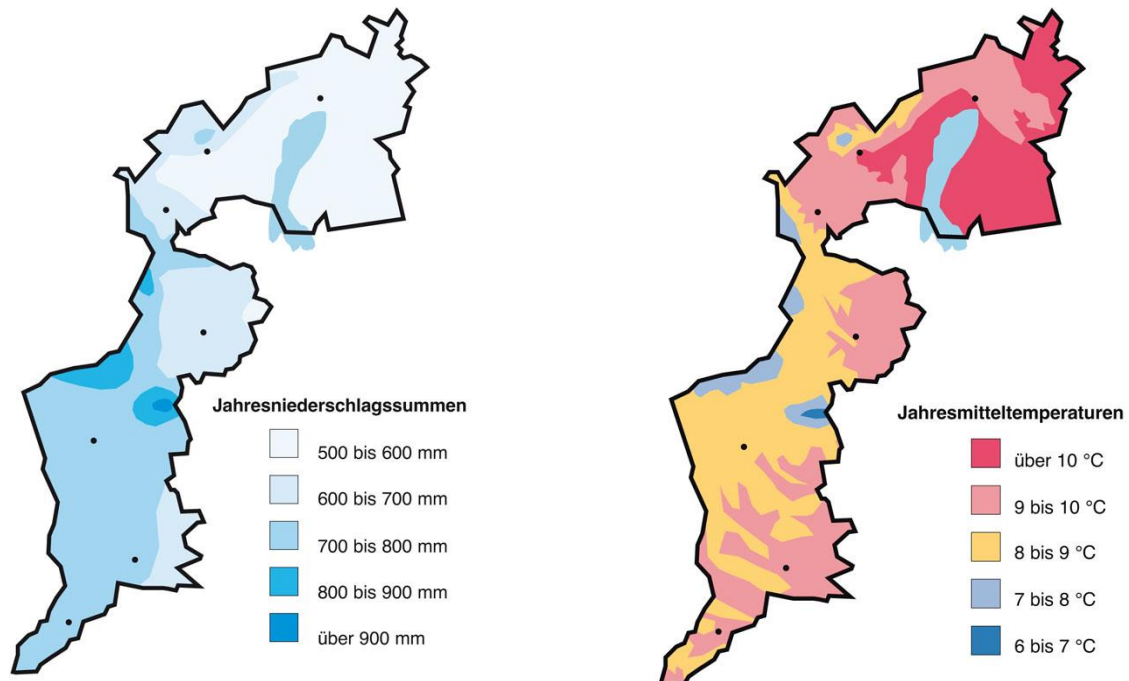 Jahresniederschlagssummen
500 bis 600 mm
600 bis 700 mm
700 bis 800 mm
800 bis 900 mm
über 900 mm
Jahresmitteltemperaturen
über 10 °C
9 bis 10 °C
8 bis 9 °C
7 bis 8 °C
6 bis 7 °C